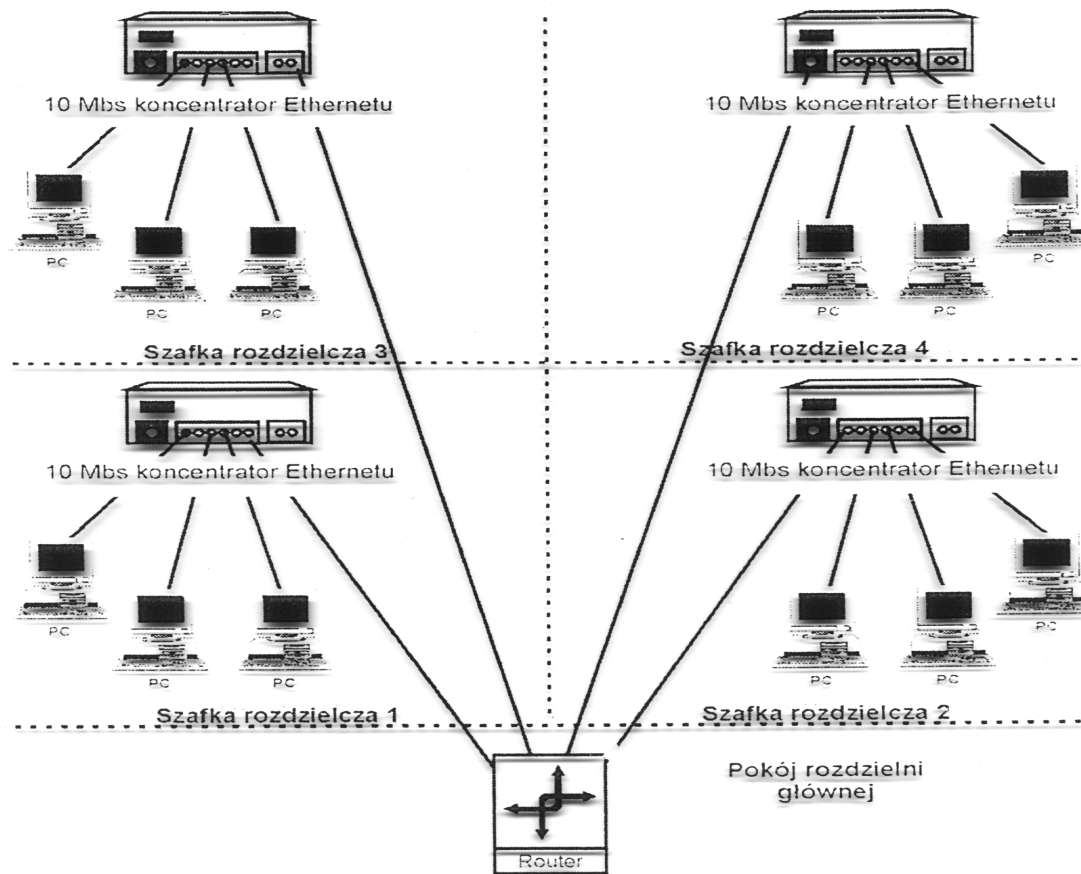 10 Mbs koncentrator Ethernetu
PC
PC
PC
Szafka rozdzielcza 3
10 Mbs koncentrator Ethernetu
PC
PC
PC
Szafka rozdzielcza 4
10 Mbs koncentrator Ethernetu
PC
PC
PC
Szafka rozdzielcza 1
10 Mbs koncentrator Ethernetu
PC
PC
PC
Szafka rozdzielcza 2
Pokój rozdzielni
głównej
Router